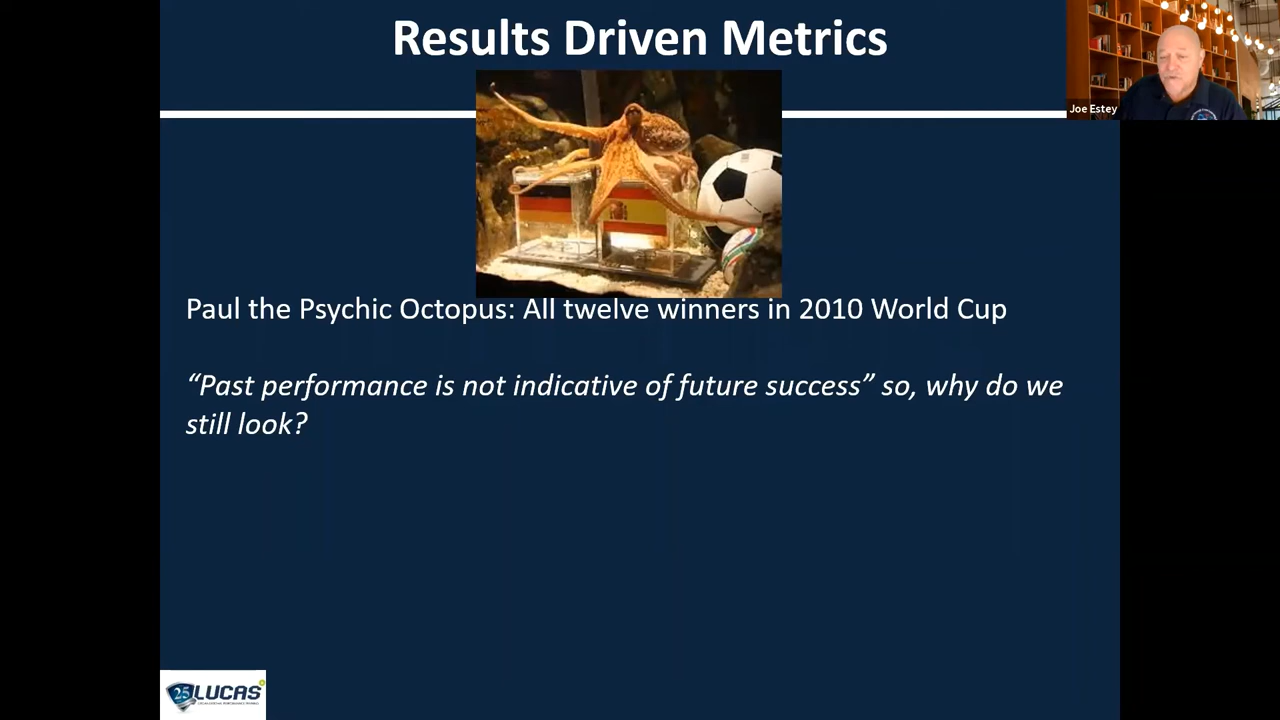 Results Driven Metrics
Joe Estey
Paul the Psychic Octopus: All twelve winners in 2010 World Cup
“Past performance is not indicative of future success” so, why do we
still look?
25 LUCAS